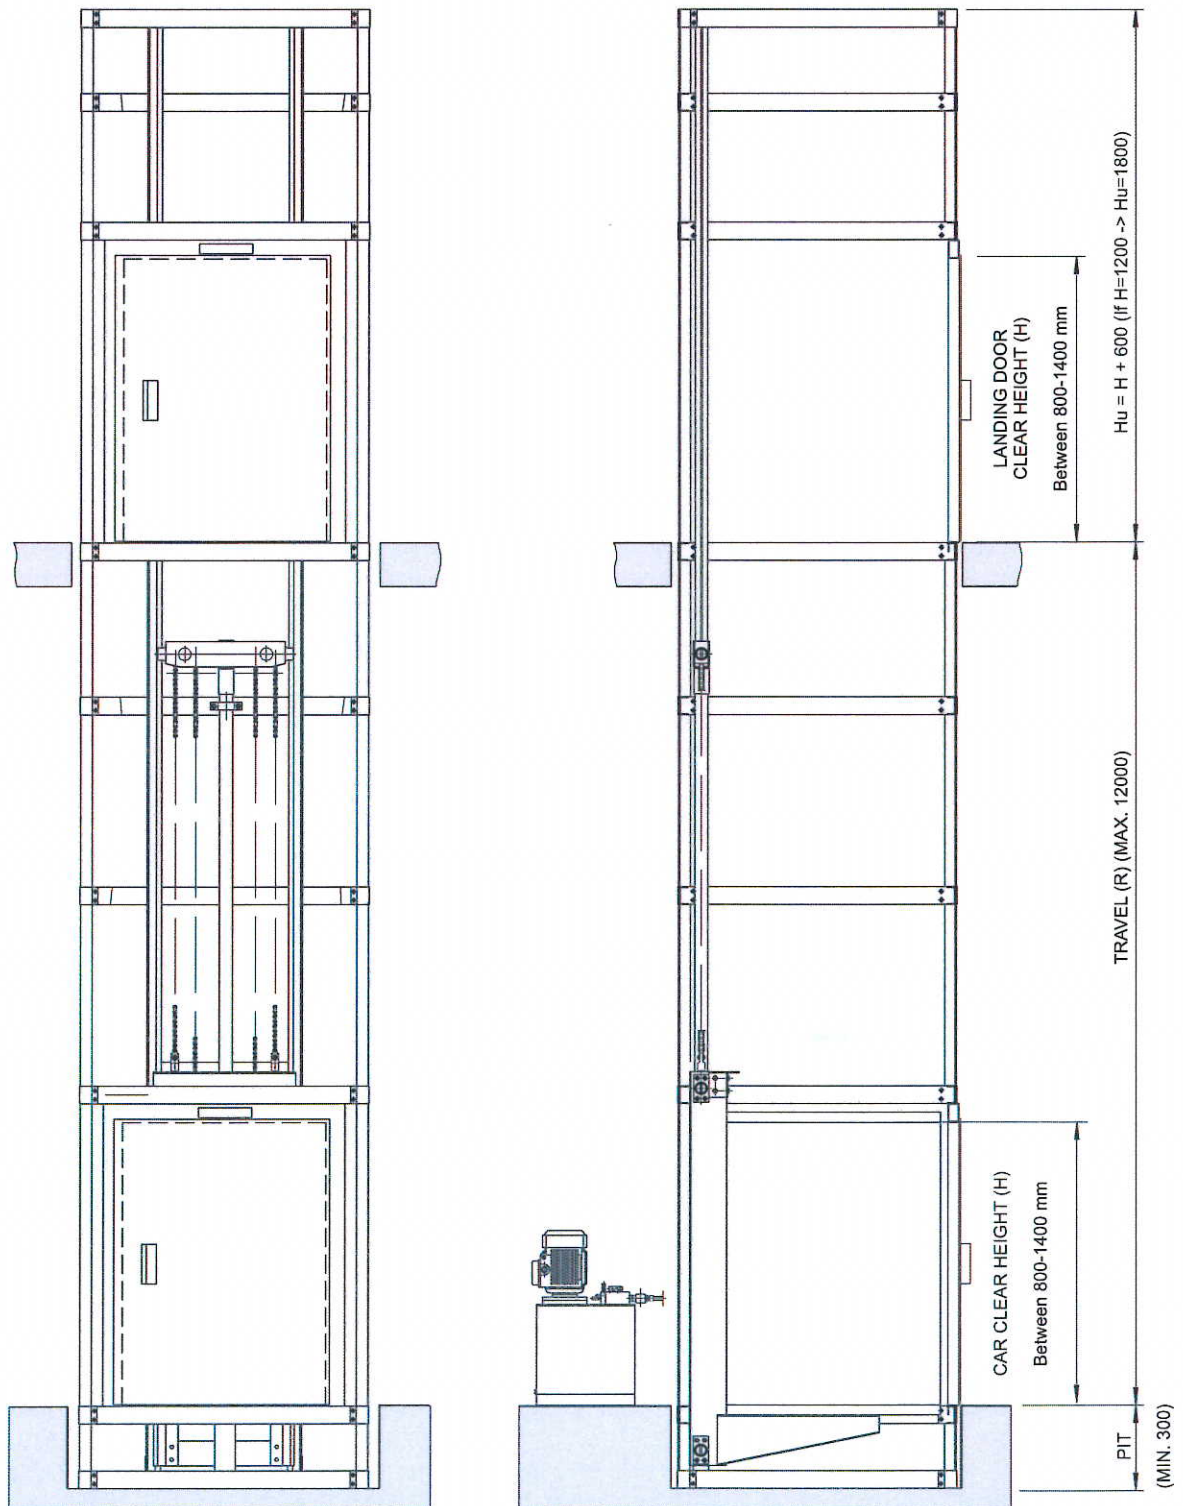 Hu = H + 600 (If H=1200 -> Hu=1800)
LANDING DOOR
CLEAR HEIGHT (H)
Between 800-1400 mm
TRAVEL (R) (MAX. 12000)
CAR CLEAR HEIGHT (H)
Between 800-1400 mm
PIT
(MIN. 300)